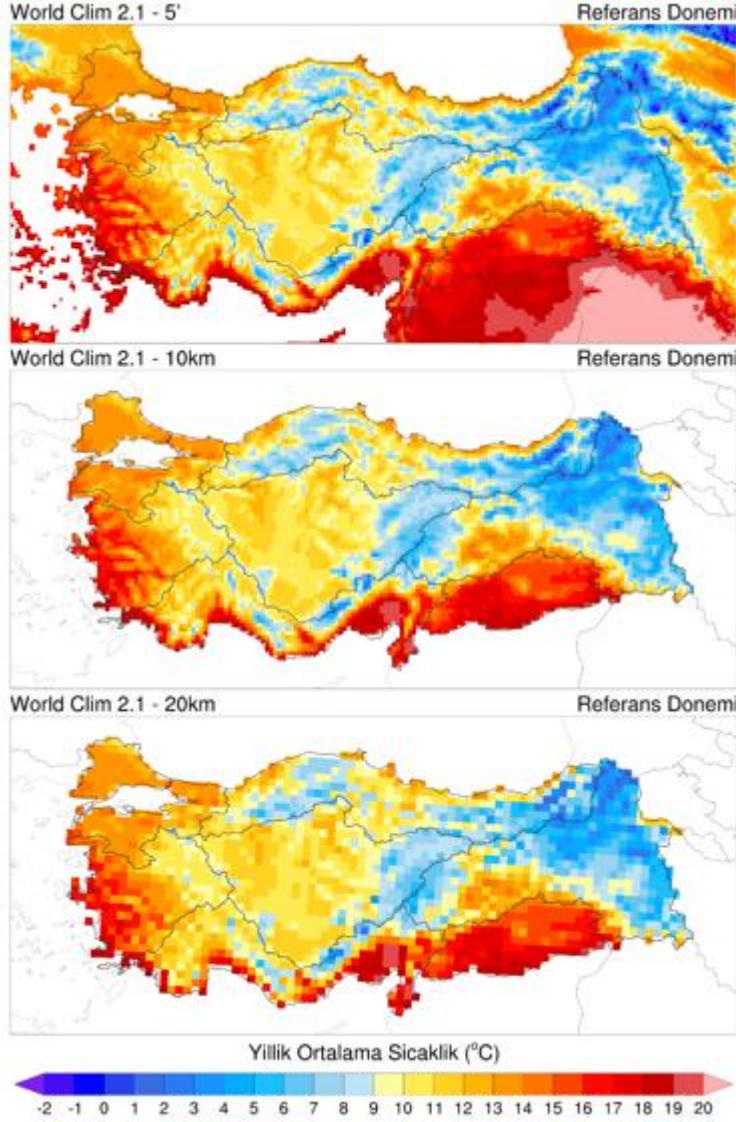 World Clim 2.1 - 5' Referans Donemi
World Clim 2.1 - 10km Referans Donemi
World Clim 2.1 - 20km Referans Donemi
Yillik Ortalama Sicaklik (°C)
-2 -1 0 1 2 3 4 5 6 7 8 9 10 11 12 13 14 15 16 17 18 19 20